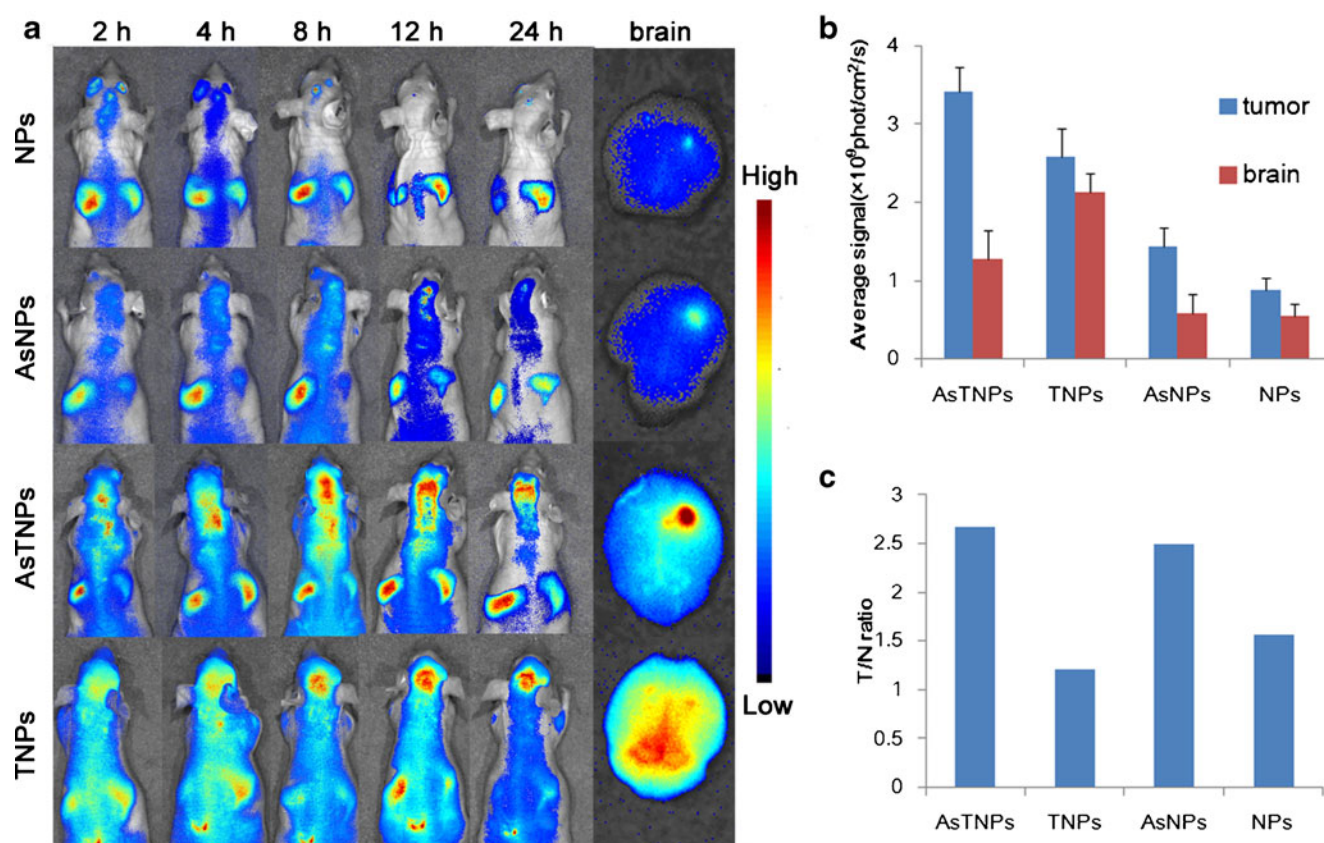 a
2 h 4 h 8 h 12 h 24 h brain
NPs
AsNPs
AsTNPs
TNPs
High
Low
b
Average signal(×10⁹phot/cm²/s)
4
3
2
1
0
tumor
brain
AsTNPs TNPs AsNPs NPs
c
T/N ratio
3
2.5
2
1.5
1
0.5
0
AsTNPs TNPs AsNPs NPs